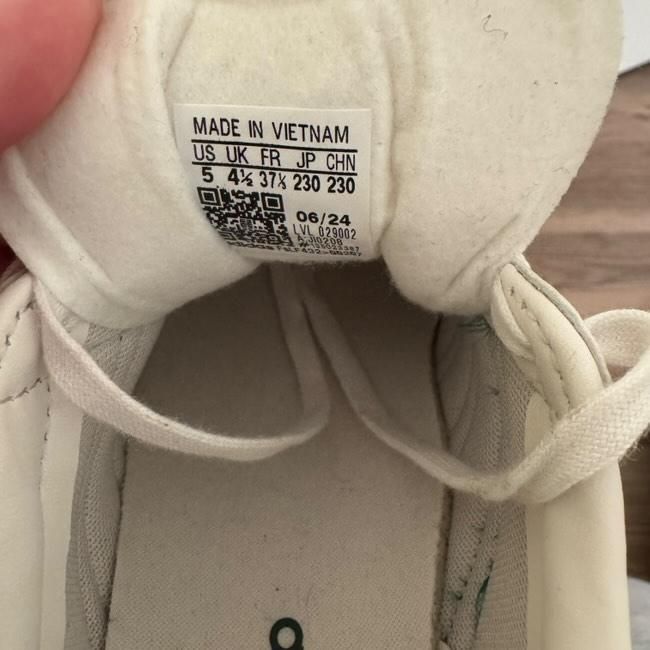 MADE IN VIETNAM
US UK FR JP CHN
5 4½ 37⅓ 230 230
06/24
LVL 029002